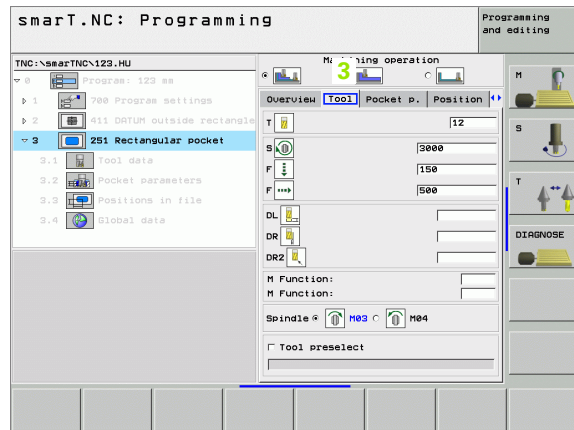 smarT.NC: Programming
Programming
and editing
TNC:\smarTNC\123.HU
0 Program: 123 mm
1 700 Program settings
2 411 DATUM outside rectangle
3 251 Rectangular pocket
3.1 Tool data
3.2 Pocket parameters
3.3 Positions in file
3.4 Global data
Machining operation
3
Overview Tool Pocket p. Position
T 12
S 3000
F 150
F 500
DL
DR
DR2
M Function:
M Function:
Spindle M03 M04
Tool preselect
M
S
T
DIAGNOSE